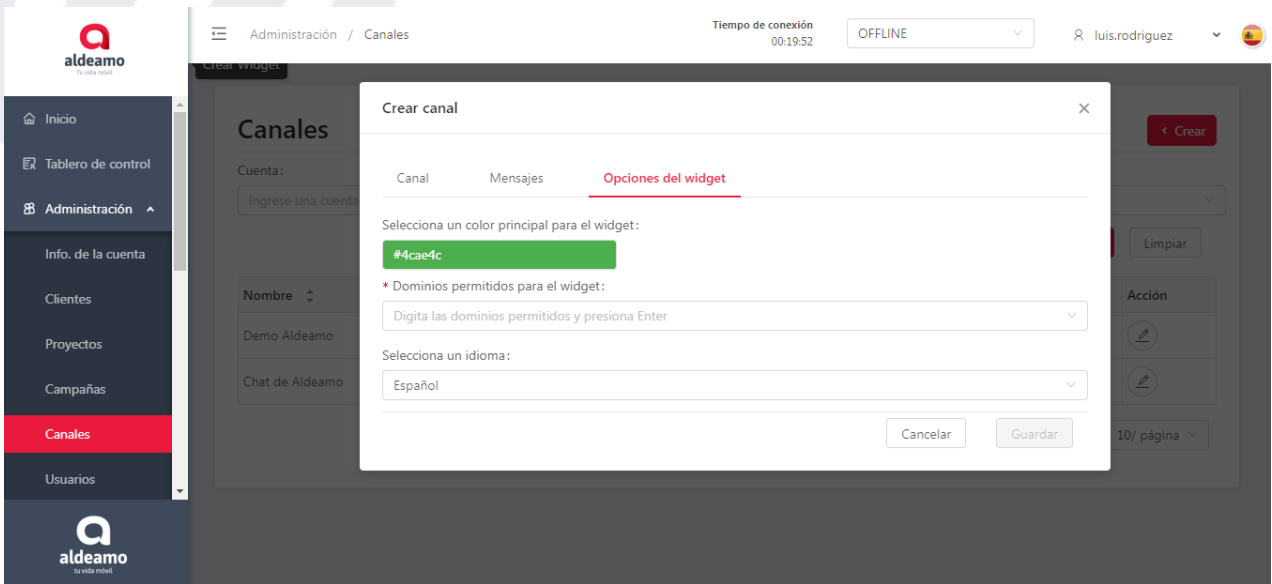 aldeamo
Tu vida móvil
Administración / Canales
Tiempo de conexión
00:19:52
OFFLINE
luis.rodriguez
Crear Widget
Inicio
Tablero de control
Administración
Info. de la cuenta
Clientes
Proyectos
Campañas
Canales
Usuarios
aldeamo
tu vida móvil
Canales
Crear
Cuenta:
Ingrese una cuenta
Limpiar
Nombre
Acción
Demo Aldeamo
Chat de Aldeamo
10/ página
Crear canal
Canal Mensajes Opciones del widget
Selecciona un color principal para el widget:
#4cae4c
* Dominios permitidos para el widget:
Digita las dominios permitidos y presiona Enter
Selecciona un idioma:
Español
Cancelar Guardar